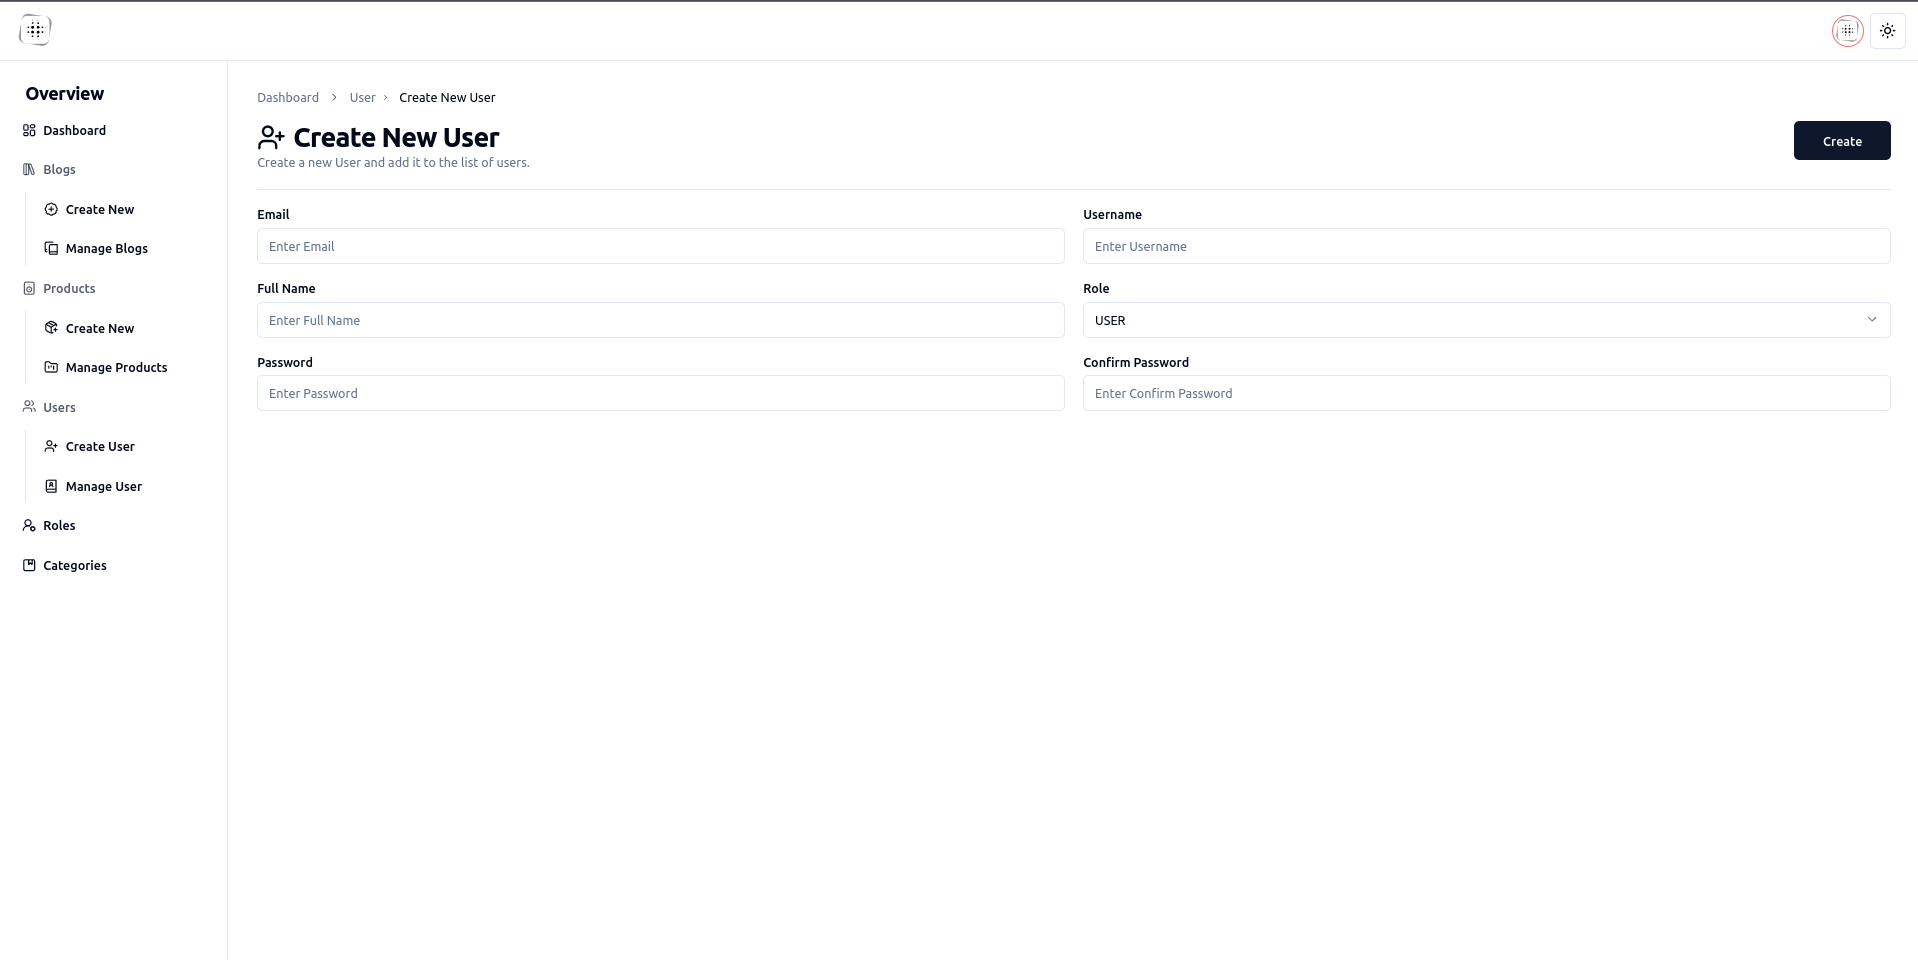 Overview
Dashboard
Blogs
Create New
Manage Blogs
Products
Create New
Manage Products
Users
Create User
Manage User
Roles
Categories
Dashboard > User > Create New User
Create New User
Create a new User and add it to the list of users.
Create
Email
Enter Email
Username
Enter Username
Full Name
Enter Full Name
Role
USER
Password
Enter Password
Confirm Password
Enter Confirm Password